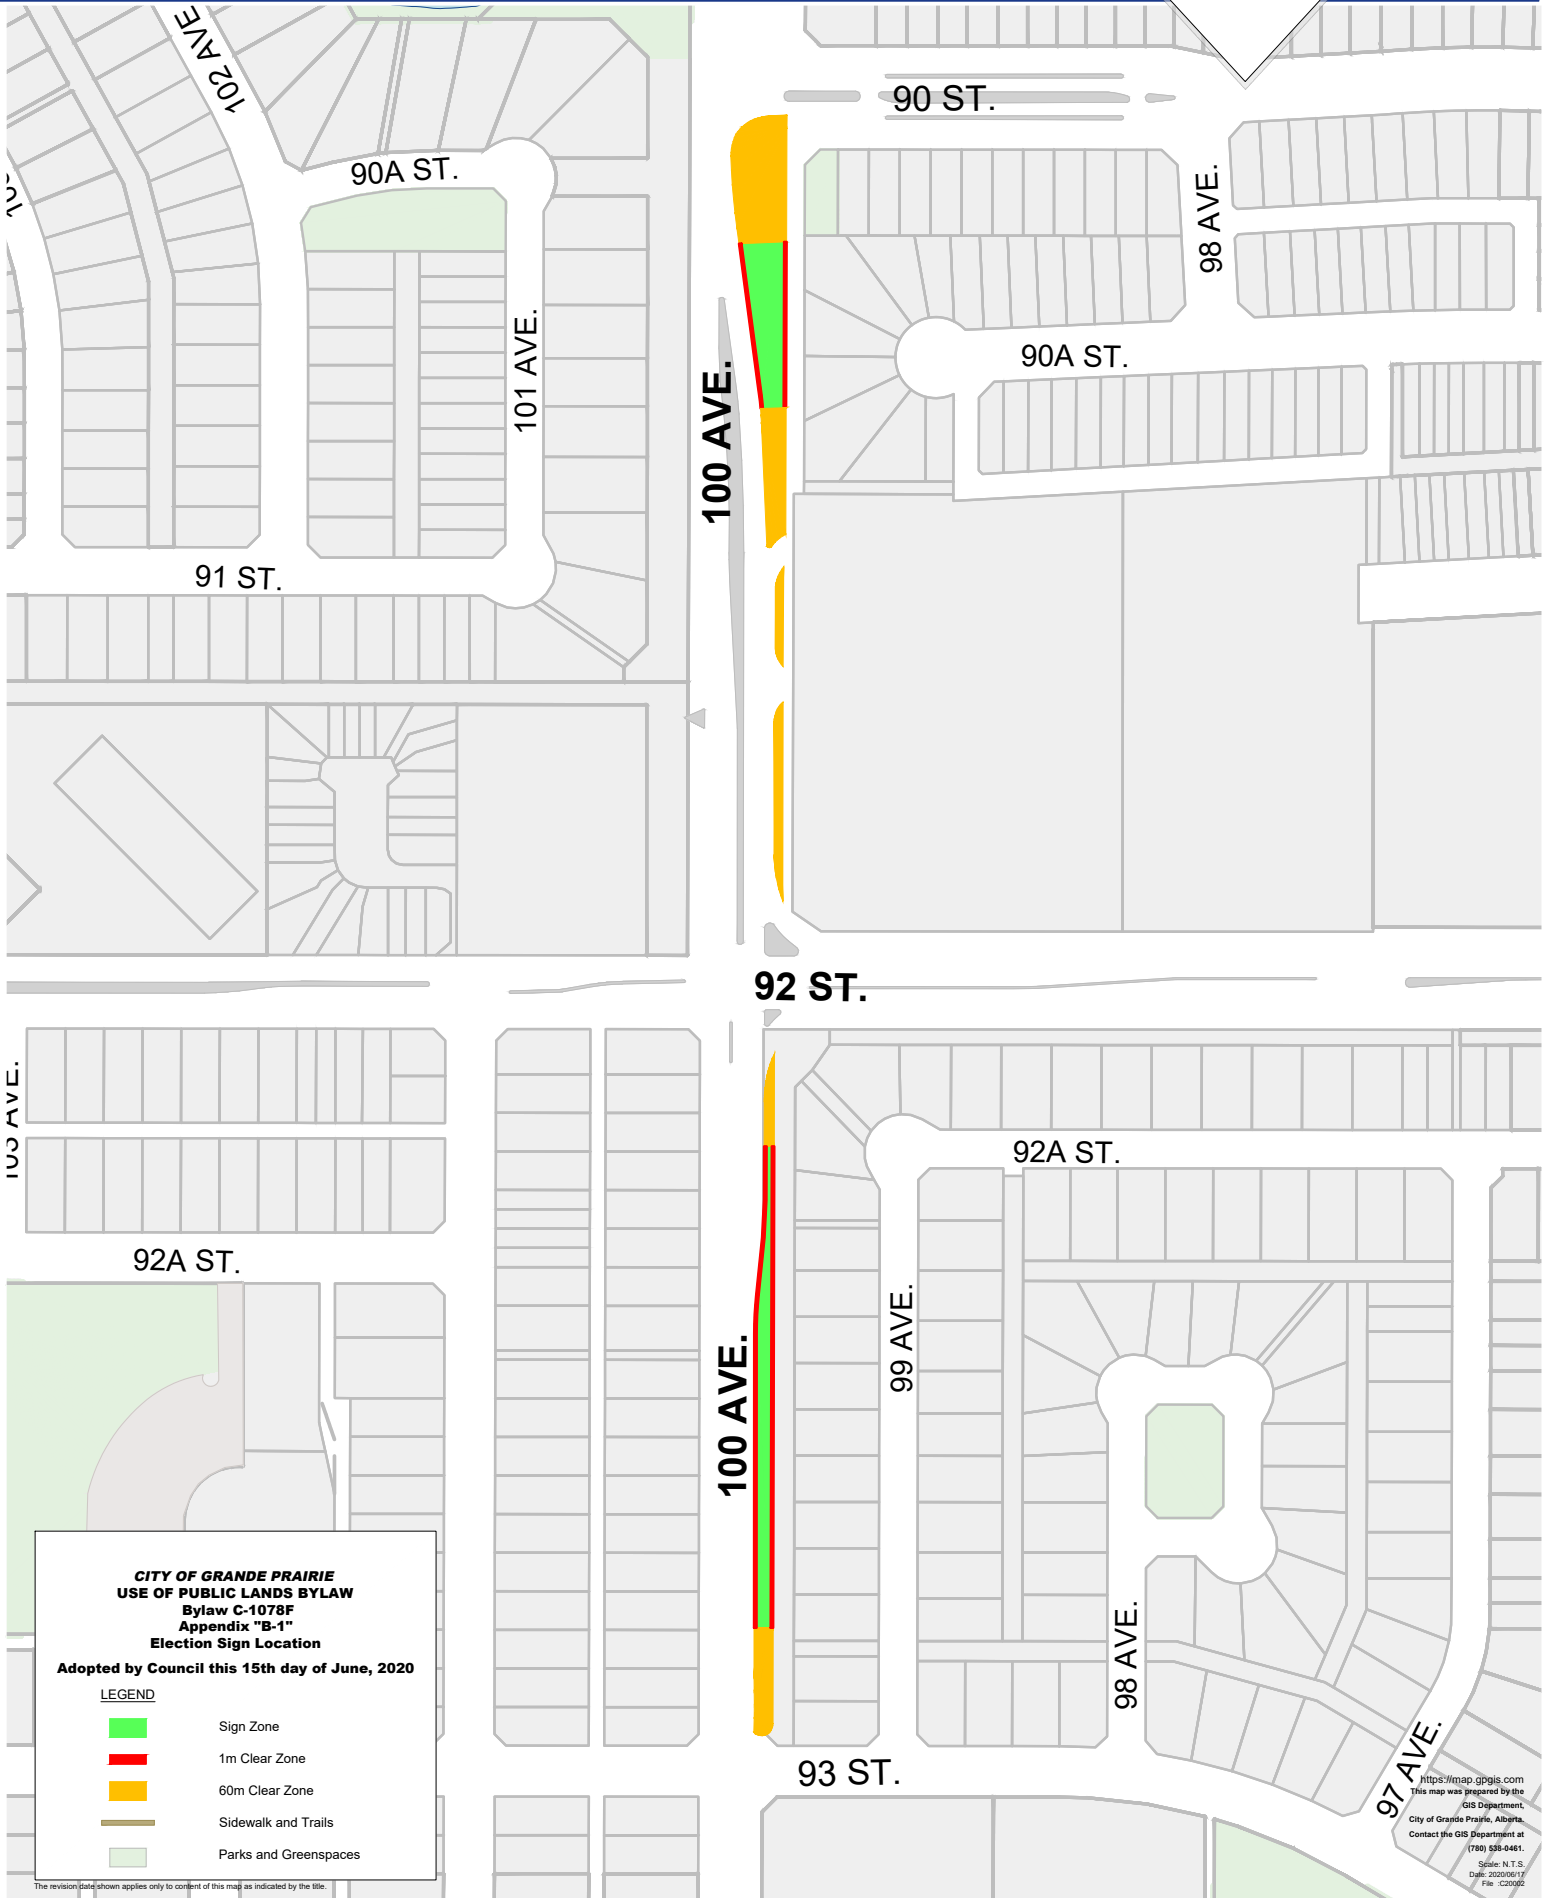 102 AVE
90 ST.
90A ST.
98 AVE.
101 AVE.
90A ST.
100 AVE.
91 ST.
92 ST.
103 AVE.
92A ST.
92A ST.
99 AVE.
100 AVE.
98 AVE.
93 ST.
97 AVE.
CITY OF GRANDE PRAIRIE
USE OF PUBLIC LANDS BYLAW
Bylaw C-1078F
Appendix "B-1"
Election Sign Location
Adopted by Council this 15th day of June, 2020
LEGEND
Sign Zone
1m Clear Zone
60m Clear Zone
Sidewalk and Trails
Parks and Greenspaces
The revision date shown applies only to content of this map as indicated by the title.
https://map.gpgis.com
This map was prepared by the
GIS Department,
City of Grande Prairie, Alberta.
Contact the GIS Department at
(780) 538-0461.
Scale: N.T.S.
Date: 2020/06/17
File :C20002